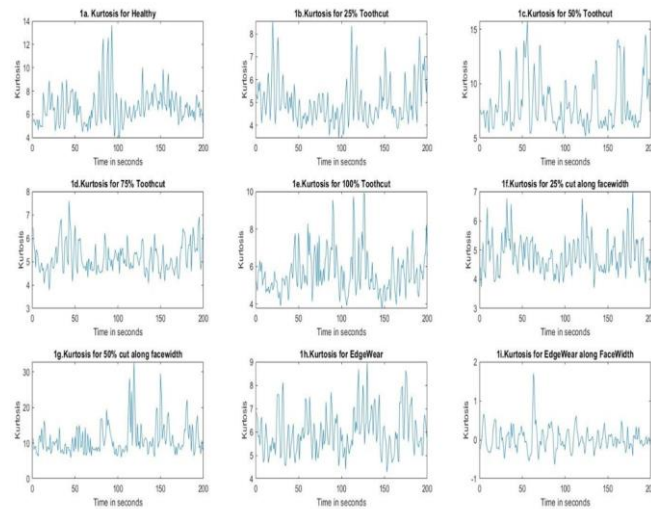 1a. Kurtosis for Healthy
14
12
10
8
6
4
Kurtosis
0 50 100 150 200
Time in seconds
1b. Kurtosis for 25% Toothcut
8
7
6
5
4
Kurtosis
0 50 100 150 200
Time in seconds
1c. Kurtosis for 50% Toothcut
15
10
5
Kurtosis
0 50 100 150 200
Time in seconds
1d.Kurtosis for 75% Toothcut
8
7
6
5
4
3
Kurtosis
0 50 100 150 200
Time in seconds
1e.Kurtosis for 100% Toothcut
10
8
6
4
Kurtosis
0 50 100 150 200
Time in seconds
1f.Kurtosis for 25% cut along facewidth
7
6
5
4
3
Kurtosis
0 50 100 150 200
Time in seconds
1g.Kurtosis for 50% cut along facewidth
30
20
10
0
Kurtosis
0 50 100 150 200
Time in seconds
1h.Kurtosis for EdgeWear
9
8
7
6
5
4
Kurtosis
0 50 100 150 200
Time in seconds
1i.Kurtosis for EdgeWear along FaceWidth
2
1
0
-1
Kurtosis
0 50 100 150 200
Time in seconds